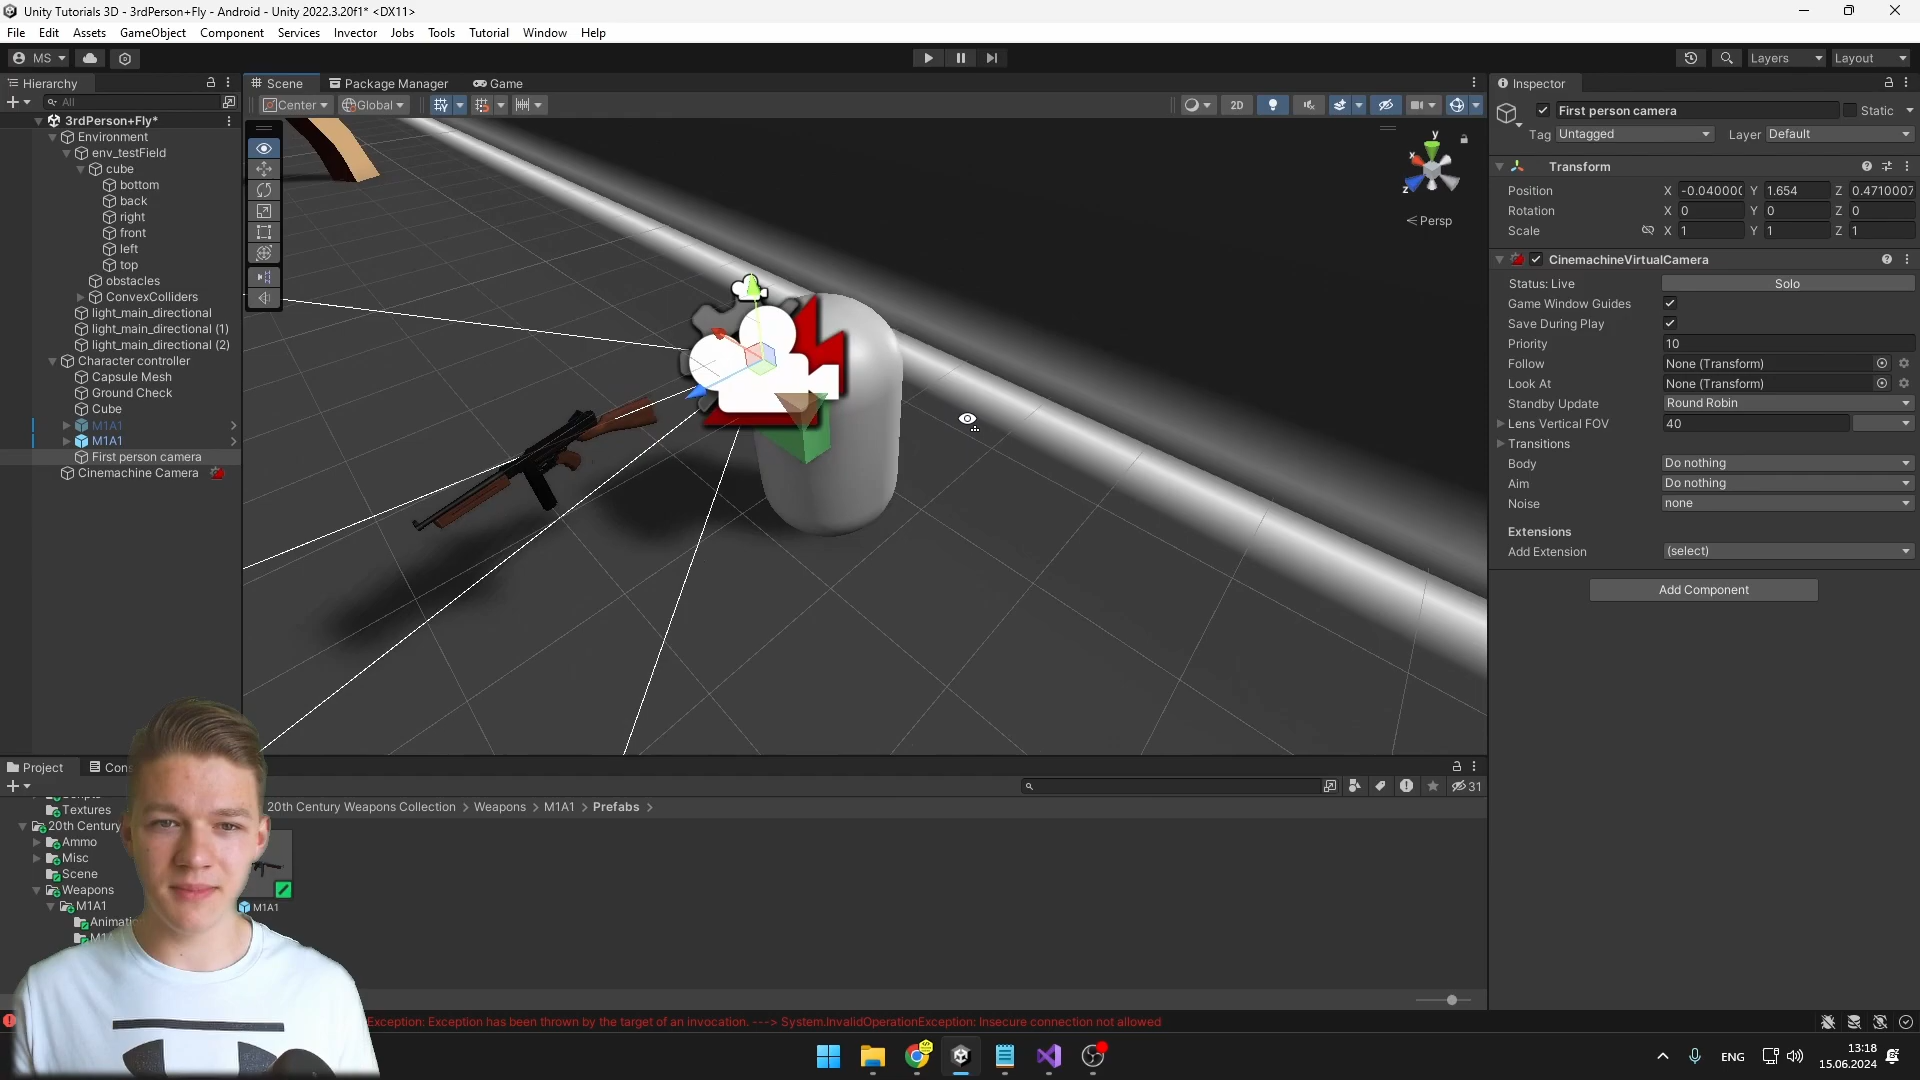 Unity Tutorials 3D - 3rdPerson+Fly - Android - Unity 2022.3.20f1* <DX11>
File Edit Assets GameObject Component Services Invector Jobs Tools Tutorial Window Help
MS
Layers
Layout
Hierarchy
Scene
Package Manager
Game
Inspector
All
Center
Global
2D
First person camera
Static
3rdPerson+Fly*
Tag Untagged
Layer Default
Environment
env_testField
cube
bottom
back
right
front
left
top
obstacles
ConvexColliders
light_main_directional
light_main_directional (1)
light_main_directional (2)
Character controller
Capsule Mesh
Ground Check
Cube
M1A1
M1A1
First person camera
Cinemachine Camera
y
x
z
< Persp
Transform
Position X -0.040000 Y 1.654 Z 0.4710007
Rotation X 0 Y 0 Z 0
Scale X 1 Y 1 Z 1
CinemachineVirtualCamera
Status: Live Solo
Game Window Guides
Save During Play
Priority 10
Follow None (Transform)
Look At None (Transform)
Standby Update Round Robin
Lens Vertical FOV 40
Transitions
Body Do nothing
Aim Do nothing
Noise none
Extensions
Add Extension (select)
Add Component
Project
Cons
31
Textures
20th Century
Ammo
Misc
Scene
Weapons
M1A1
Animatio
20th Century Weapons Collection > Weapons > M1A1 > Prefabs >
M1A1
Exception: Exception has been thrown by the target of an invocation. ---> System.InvalidOperationException: Insecure connection not allowed
ENG
13:18
15.06.2024